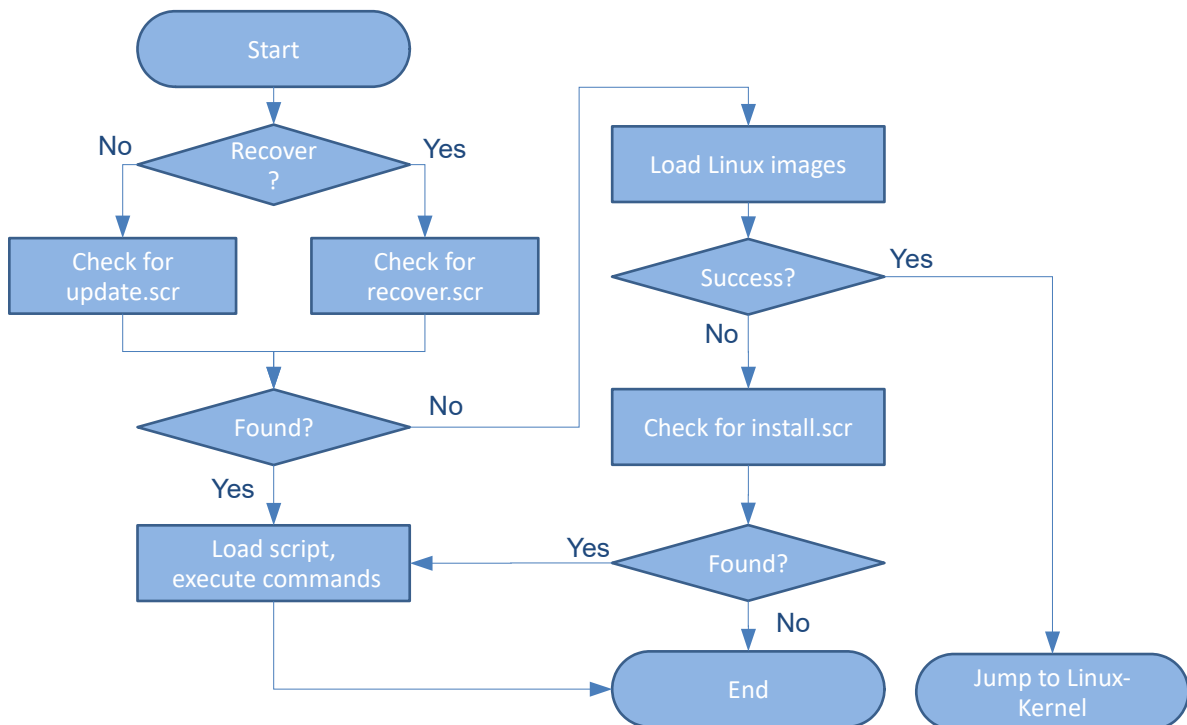 Start
No
Recover
?
Yes
Check for
update.scr
Check for
recover.scr
Found?
No
Yes
Load script,
execute commands
Load Linux images
Success?
Yes
No
Check for install.scr
Yes
Found?
No
End
Jump to Linux-
Kernel